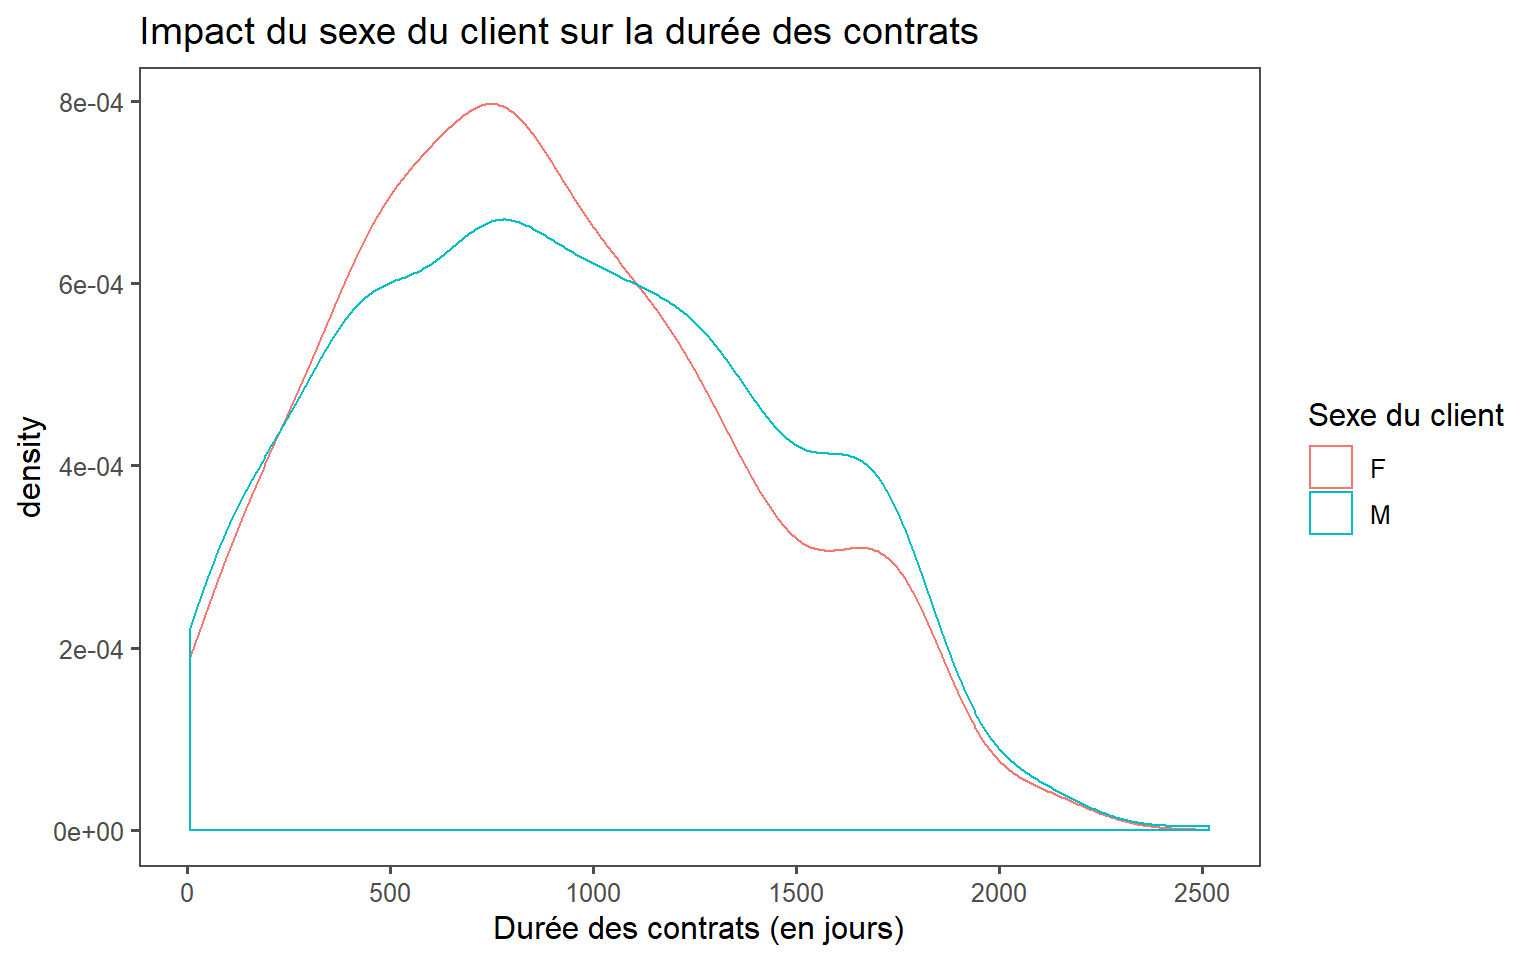 Impact du sexe du client sur la durée des contrats
8e-04
6e-04
4e-04
2e-04
0e+00
density
0
500
1000
1500
2000
2500
Durée des contrats (en jours)
Sexe du client
F
M